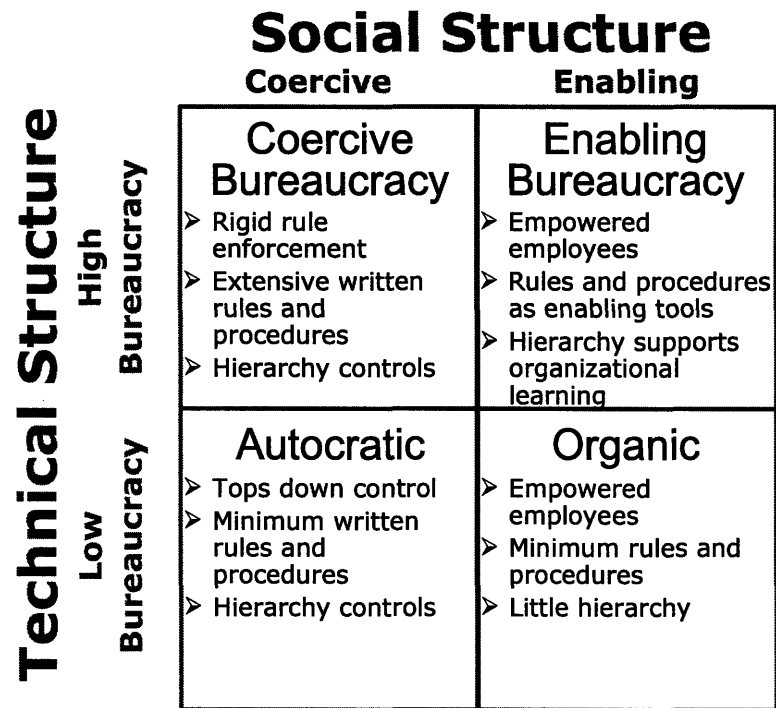 Social Structure
Coercive
Enabling
Technical Structure
High
Bureaucracy
Coercive
Bureaucracy
➢ Rigid rule
enforcement
➢ Extensive written
rules and
procedures
➢ Hierarchy controls
Enabling
Bureaucracy
➢ Empowered
employees
➢ Rules and procedures
as enabling tools
➢ Hierarchy supports
organizational
learning
Low
Bureaucracy
Autocratic
➢ Tops down control
➢ Minimum written
rules and
procedures
➢ Hierarchy controls
Organic
➢ Empowered
employees
➢ Minimum rules and
procedures
➢ Little hierarchy